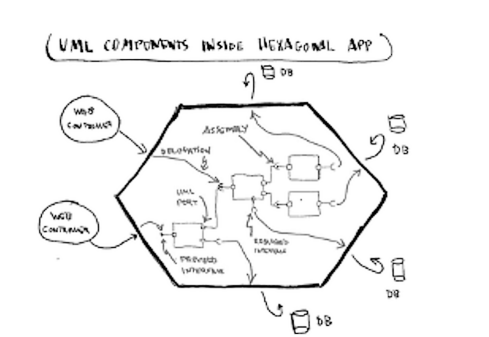 UML COMPONENTS INSIDE HEXAGONAL APP
DB
WEB
CONTROLLER
ASSEMBLY
DB
DELEGATION
UML
PORT
WEB
CONTROLLER
REQUIRED
INTERFACE
PROVIDED
INTERFACE
DB
DB